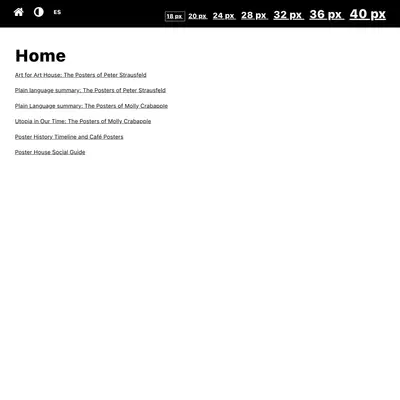 ES 18 px 20 px 24 px 28 px 32 px 36 px 40 px
Home
Art for Art House: The Posters of Peter Strausfeld
Plain language summary: The Posters of Peter Strausfeld
Plain Language summary: The Posters of Molly Crabapple
Utopia in Our Time: The Posters of Molly Crabapple
Poster History Timeline and Café Posters
Poster House Social Guide